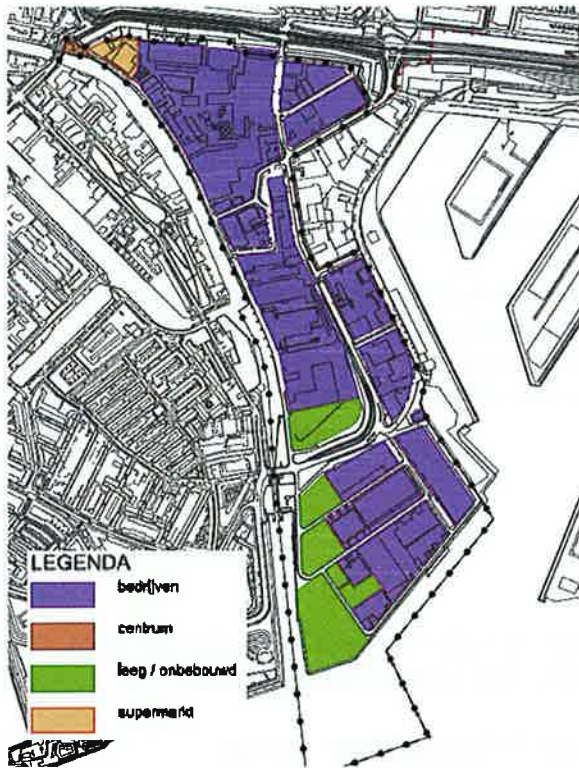 LEGENDA
bedrijven
centrum
leeg / onbebouwd
supermarkt